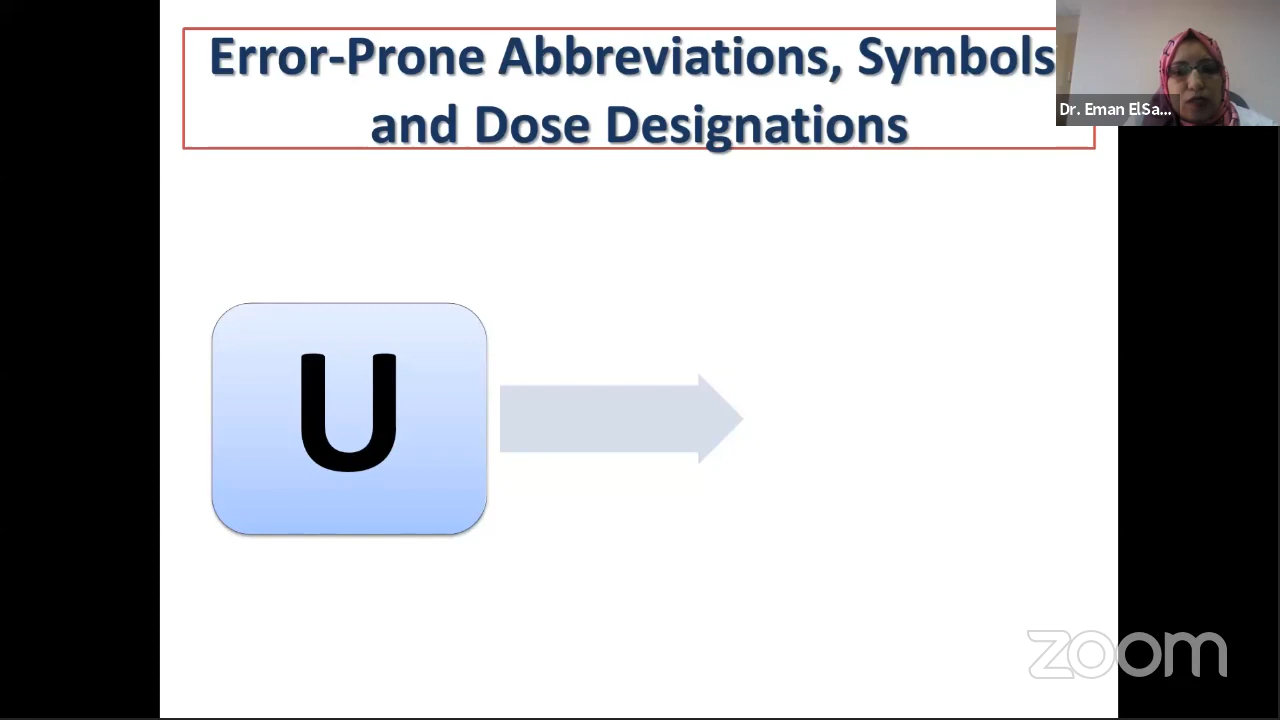 Error-Prone Abbreviations, Symbols
and Dose Designations
Dr. Eman ElSa...
U
zoom